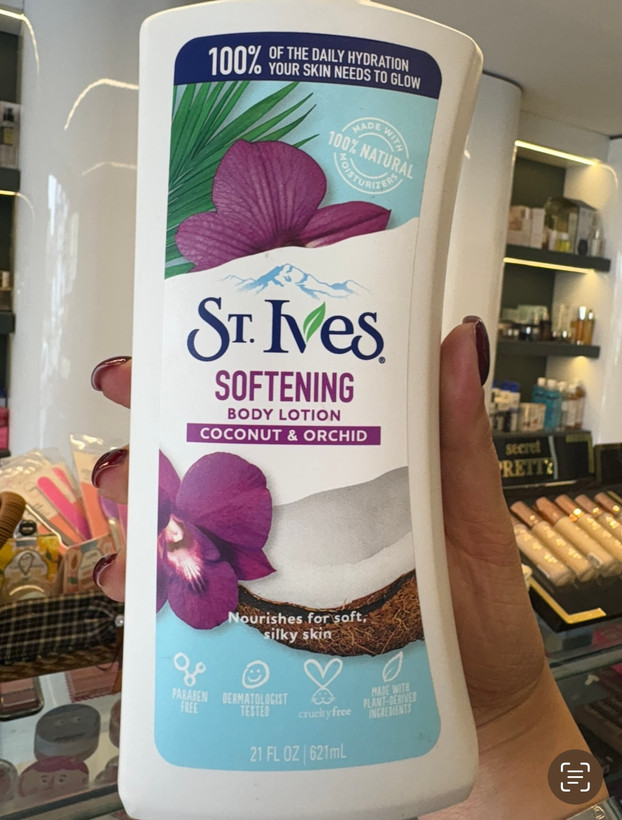 100% OF THE DAILY HYDRATION
YOUR SKIN NEEDS TO GLOW
MADE WITH
100% NATURAL
MOISTURIZERS
ST. IVES®
SOFTENING
BODY LOTION
COCONUT & ORCHID
Nourishes for soft,
silky skin
PARABEN
FREE
DERMATOLOGIST
TESTED
crueltyfree
MADE WITH
PLANT-DERIVED
INGREDIENTS
21 FL OZ | 621mL
secret
PRETTY